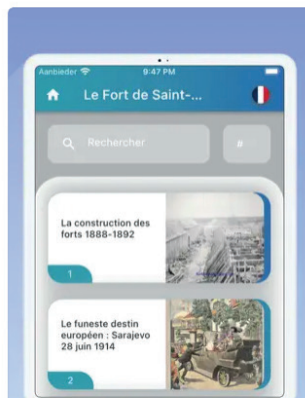 Aanbieder 9:47 PM
Le Fort de Saint-...
Rechercher #
La construction des
forts 1888-1892
1
Le funeste destin
européen : Sarajevo
28 juin 1914
2